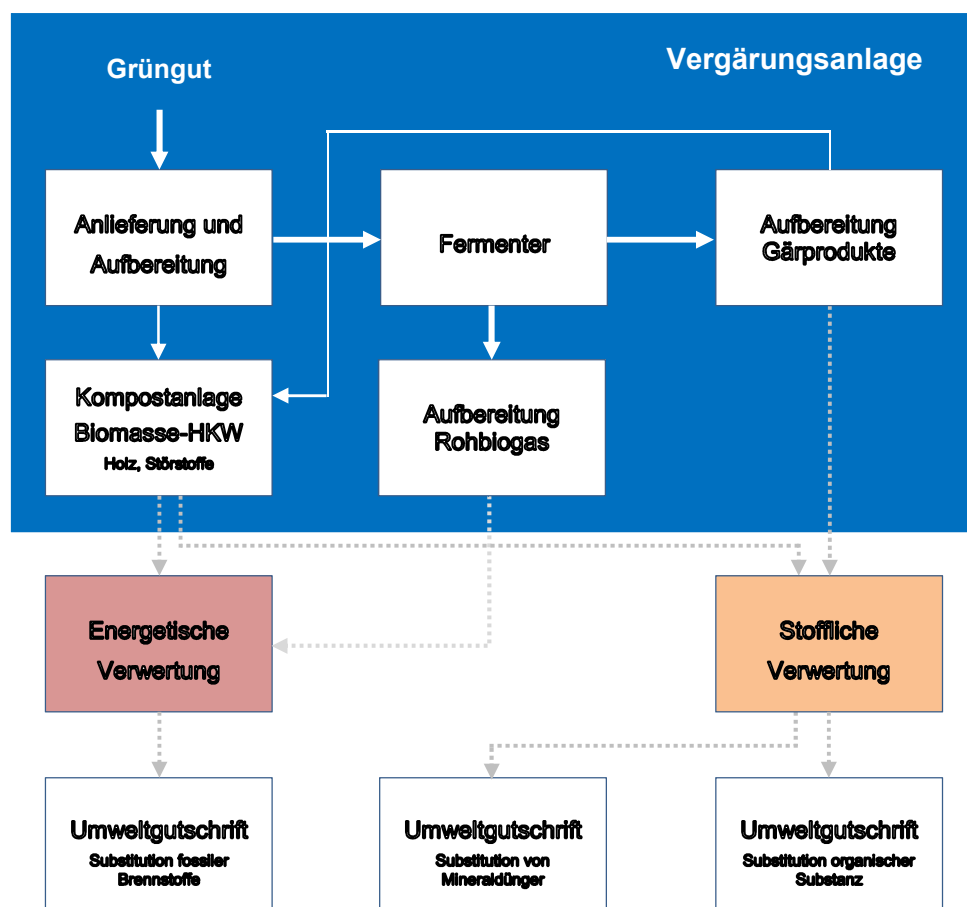 Vergärungsanlage
Grüngut
Anlieferung und
Aufbereitung
Fermenter
Aufbereitung
Gärprodukte
Kompostanlage
Biomasse-HKW
Holz, Störstoffe
Aufbereitung
Rohbiogas
Energetische
Verwertung
Stoffliche
Verwertung
Umweltgutschrift
Substitution fossiler
Brennstoffe
Umweltgutschrift
Substitution von
Mineraldünger
Umweltgutschrift
Substitution organischer
Substanz